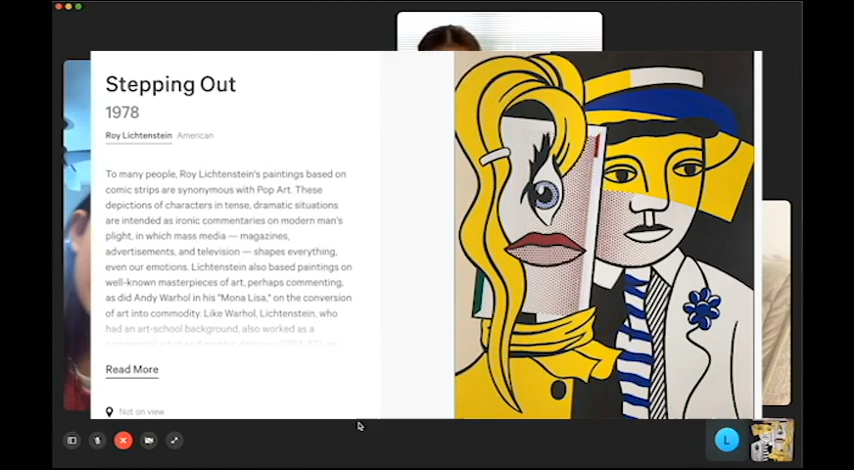 Stepping Out
1978
Roy Lichtenstein American
To many people, Roy Lichtenstein's paintings based on
comic strips are synonymous with Pop Art. These
depictions of characters in tense, dramatic situations
are intended as ironic commentaries on modern man's
plight, in which mass media — magazines,
advertisements, and television — shapes everything,
even our emotions. Lichtenstein also based paintings on
well-known masterpieces of art, perhaps commenting,
as did Andy Warhol in his "Mona Lisa," on the conversion
of art into commodity. Like Warhol, Lichtenstein, who
had an art-school background, also worked as a
Read More
Not on view
L